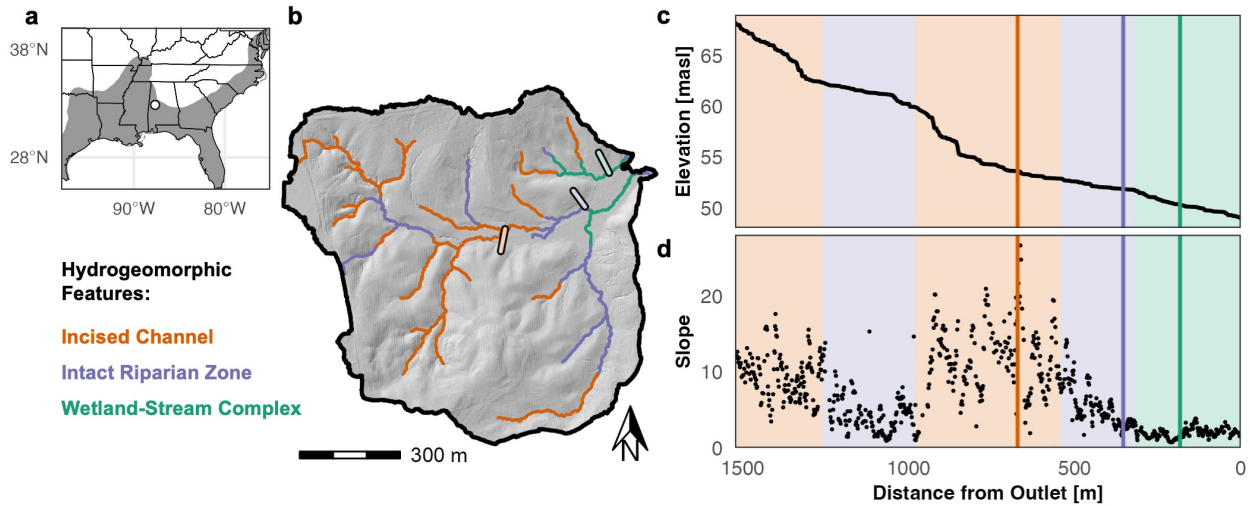 a
38°N
28°N
90°W
80°W
b
Hydrogeomorphic
Features:
Incised Channel
Intact Riparian Zone
Wetland-Stream Complex
300 m
N
c
Elevation [masl]
65
60
55
50
d
Slope
20
10
0
1500
1000
500
0
Distance from Outlet [m]